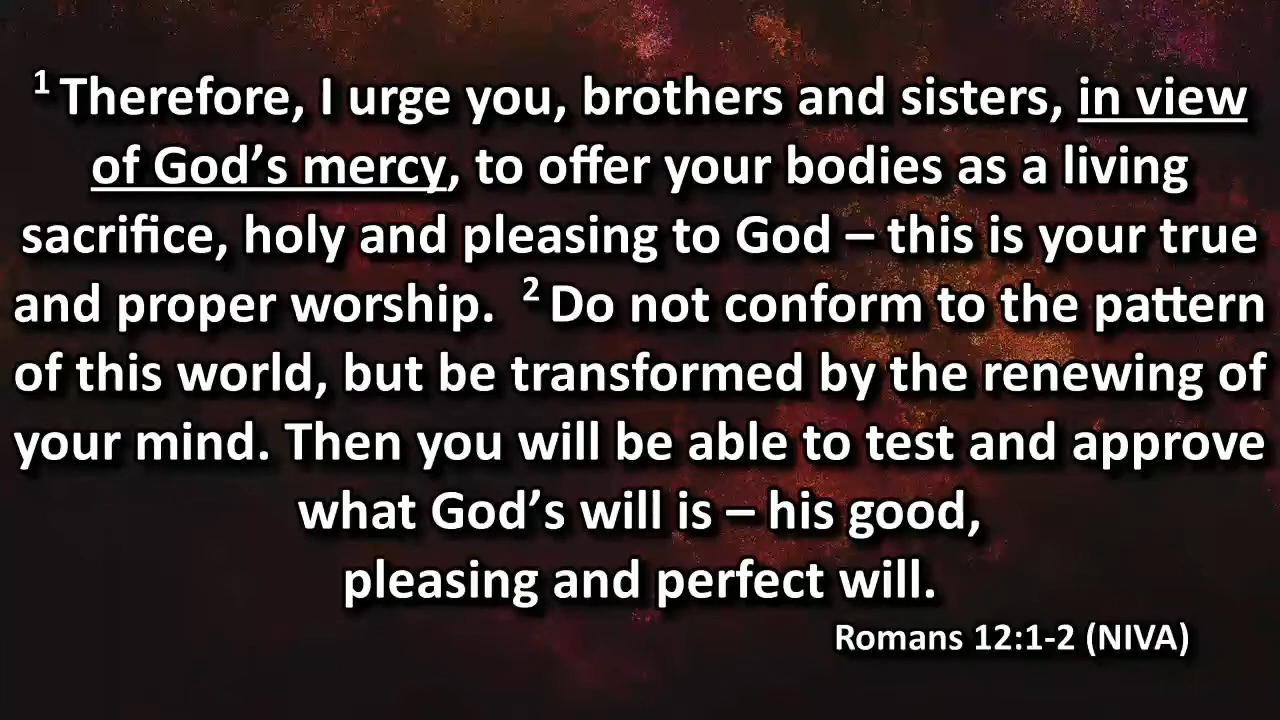 1 Therefore, I urge you, brothers and sisters, in view
of God’s mercy, to offer your bodies as a living
sacrifice, holy and pleasing to God – this is your true
and proper worship. 2 Do not conform to the pattern
of this world, but be transformed by the renewing of
your mind. Then you will be able to test and approve
what God’s will is – his good,
pleasing and perfect will.
Romans 12:1-2 (NIVA)